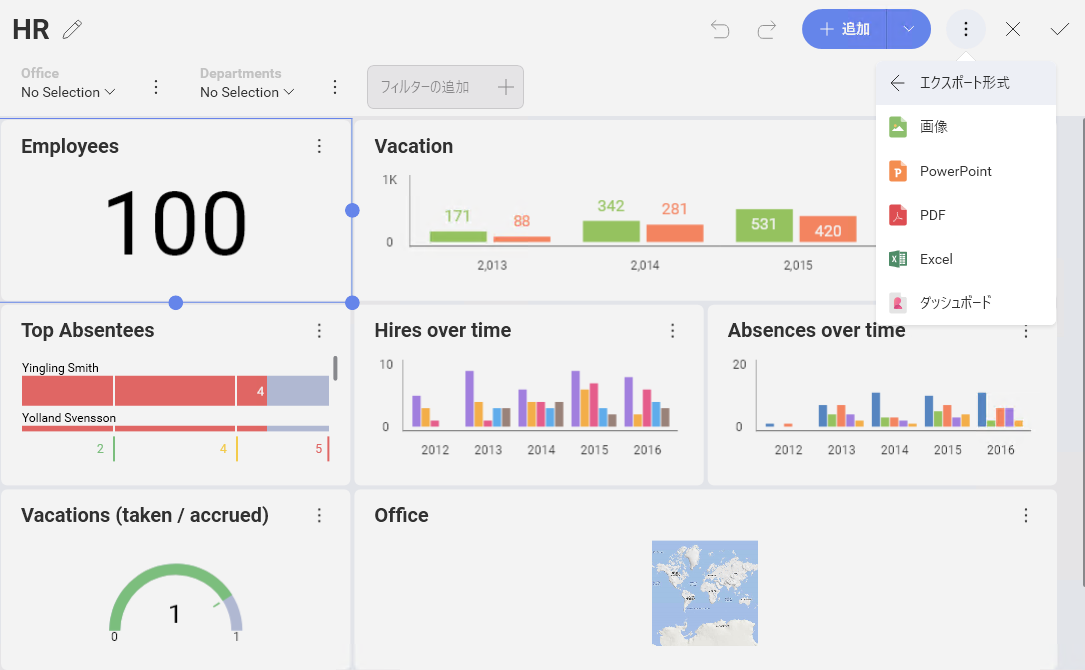 HR
追加
Office
No Selection
Departments
No Selection
フィルターの追加
エクスポート形式
画像
PowerPoint
PDF
Excel
ダッシュボード
Employees
100
Vacation
1K
0
171
88
342
281
531
420
2,013
2,014
2,015
Top Absentees
Yingling Smith
4
Yolland Svensson
2
4
5
Hires over time
10
0
2012
2013
2014
2015
2016
Absences over time
20
0
2012
2013
2014
2015
2016
Vacations (taken / accrued)
1
0
1
Office